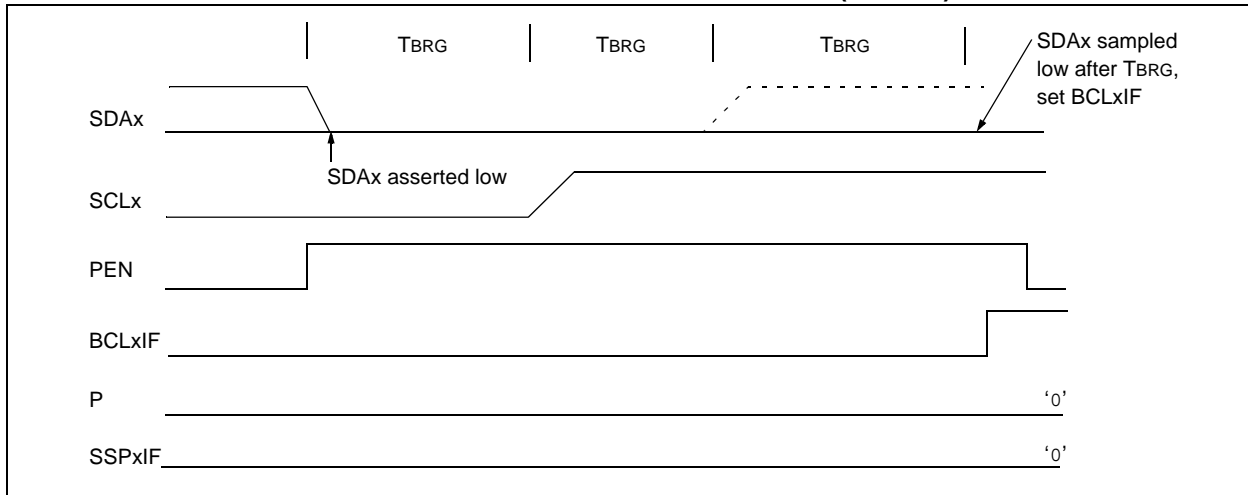 TBRG TBRG TBRG
SDAx sampled
low after TBRG,
set BCLxIF
SDAx
SDAx asserted low
SCLx
PEN
BCLxIF
P ‘0’
SSPxIF ‘0’